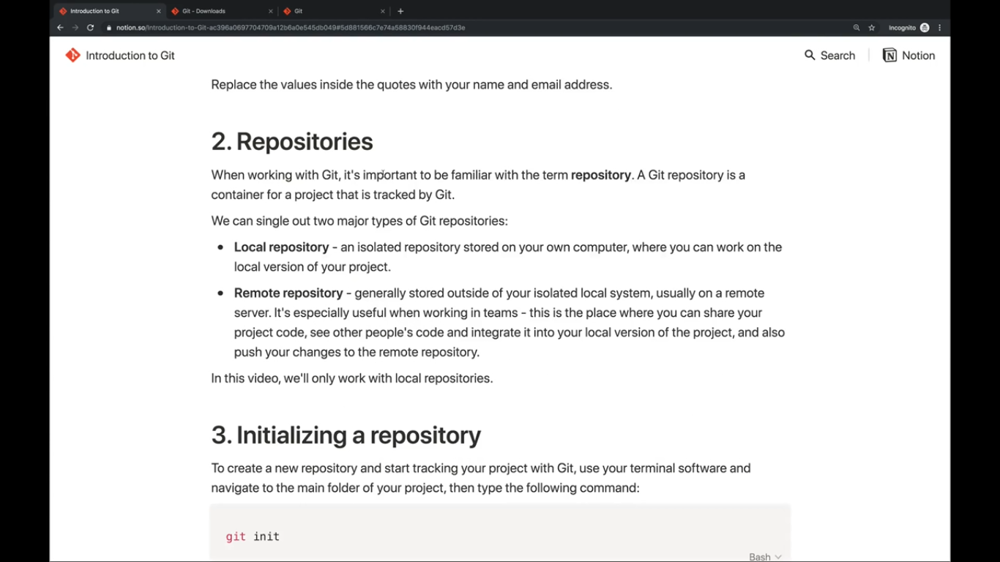 Introduction to Git
Git - Downloads
Git
notion.so/Introduction-to-Git-ac396a0697704709a12b6a0e545db049#5d881566c7e74a58830f944eacd57d3e
Incognito
Introduction to Git
Search
Notion
Replace the values inside the quotes with your name and email address.
2. Repositories
When working with Git, it's important to be familiar with the term repository. A Git repository is a
container for a project that is tracked by Git.
We can single out two major types of Git repositories:
• Local repository - an isolated repository stored on your own computer, where you can work on the
local version of your project.
• Remote repository - generally stored outside of your isolated local system, usually on a remote
server. It's especially useful when working in teams - this is the place where you can share your
project code, see other people's code and integrate it into your local version of the project, and also
push your changes to the remote repository.
In this video, we'll only work with local repositories.
3. Initializing a repository
To create a new repository and start tracking your project with Git, use your terminal software and
navigate to the main folder of your project, then type the following command:
git init
Bash